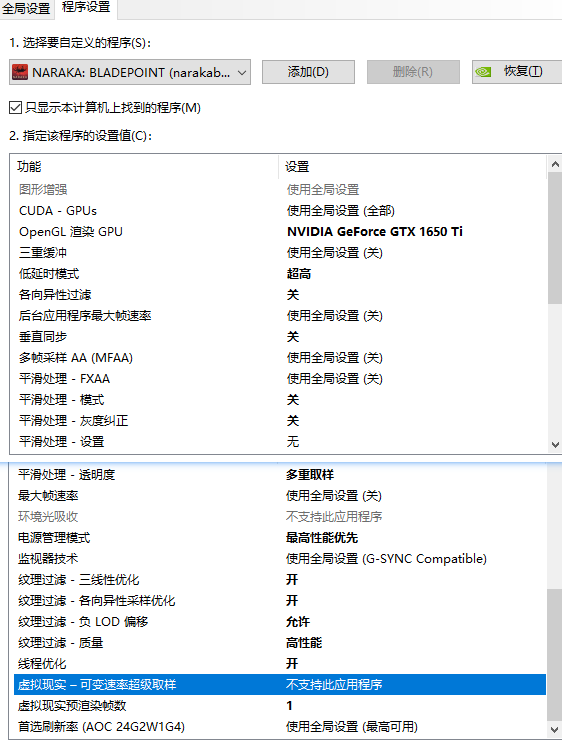 全局设置 程序设置
1. 选择要自定义的程序(S):
NARAKA: BLADEPOINT (narakab... 添加(D) 删除(R) 恢复(T)
只显示本计算机上找到的程序(M)
2. 指定该程序的设置值(C):
功能 设置
图形增强 使用全局设置
CUDA - GPUs 使用全局设置 (全部)
OpenGL 渲染 GPU NVIDIA GeForce GTX 1650 Ti
三重缓冲 使用全局设置 (关)
低延时模式 超高
各向异性过滤 关
后台应用程序最大帧速率 使用全局设置 (关)
垂直同步 关
多帧采样 AA (MFAA) 使用全局设置 (关)
平滑处理 - FXAA 使用全局设置 (关)
平滑处理 - 模式 关
平滑处理 - 灰度纠正 关
平滑处理 - 设置 无
平滑处理 - 透明度 多重取样
最大帧速率 使用全局设置 (关)
环境光吸收 不支持此应用程序
电源管理模式 最高性能优先
监视器技术 使用全局设置 (G-SYNC Compatible)
纹理过滤 - 三线性优化 开
纹理过滤 - 各向异性采样优化 开
纹理过滤 - 负 LOD 偏移 允许
纹理过滤 - 质量 高性能
线程优化 开
虚拟现实 – 可变速率超级取样 不支持此应用程序
虚拟现实预渲染帧数 1
首选刷新率 (AOC 24G2W1G4) 使用全局设置 (最高可用)